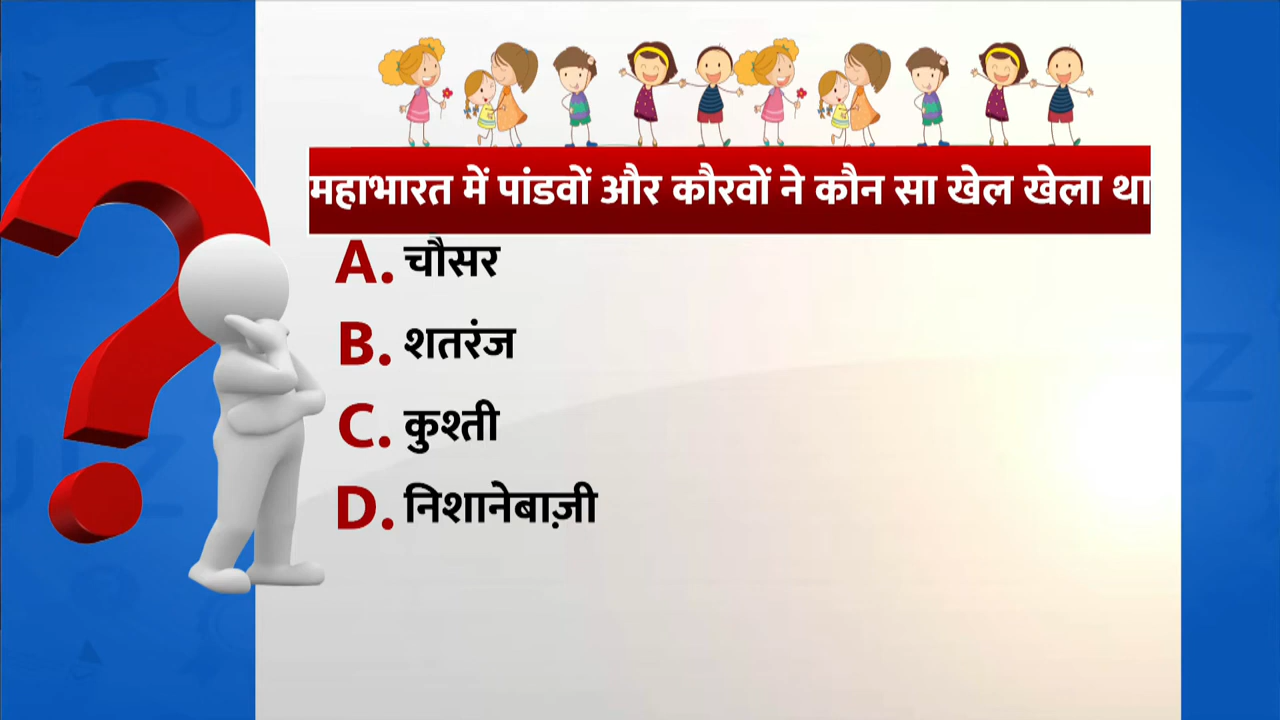 महाभारत में पांडवों और कौरवों ने कौन सा खेल खेला था
A. चौसर
B. शतरंज
C. कुश्ती
D. निशानेबाज़ी